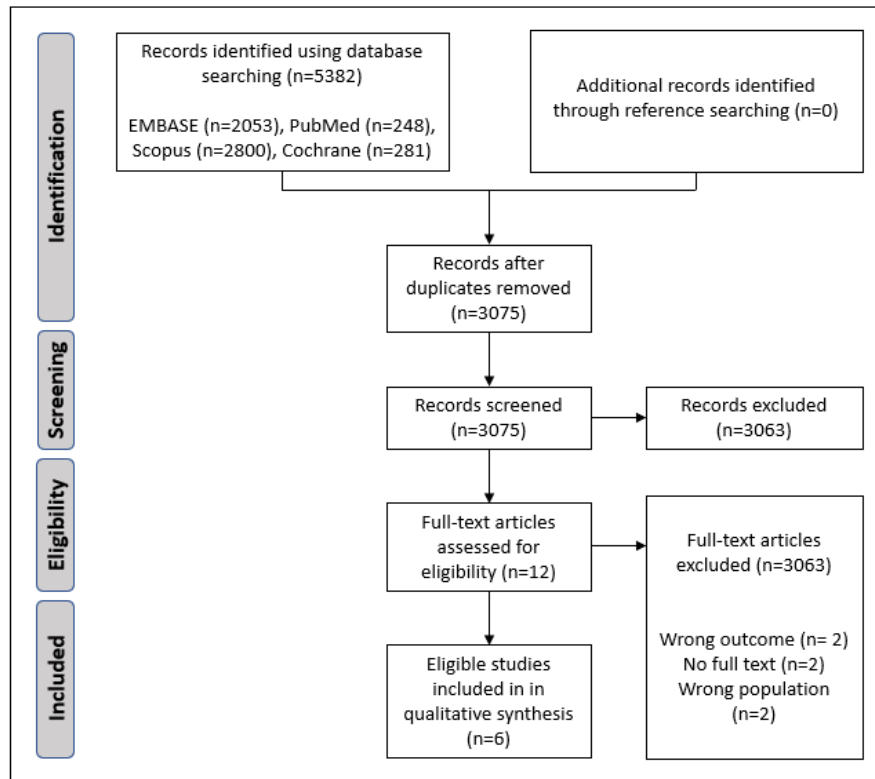 Identification
Records identified using database
searching (n=5382)
EMBASE (n=2053), PubMed (n=248),
Scopus (n=2800), Cochrane (n=281)
Additional records identified
through reference searching (n=0)
Records after
duplicates removed
(n=3075)
Screening
Records screened
(n=3075)
Records excluded
(n=3063)
Eligibility
Full-text articles
assessed for
eligibility (n=12)
Full-text articles
excluded (n=3063)
Wrong outcome (n= 2)
No full text (n=2)
Wrong population
(n=2)
Included
Eligible studies
included in in
qualitative synthesis
(n=6)